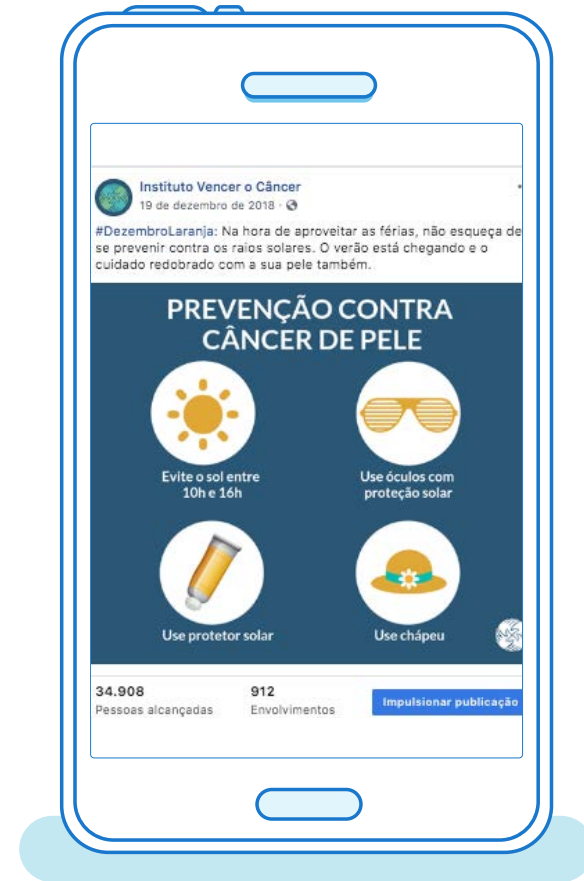 Instituto Vencer o Câncer
19 de dezembro de 2018 ·
#DezembroLaranja: Na hora de aproveitar as férias, não esqueça de
se prevenir contra os raios solares. O verão está chegando e o
cuidado redobrado com a sua pele também.
PREVENÇÃO CONTRA
CÂNCER DE PELE
Evite o sol entre
10h e 16h
Use óculos com
proteção solar
Use protetor solar
Use chápeu
34.908
Pessoas alcançadas
912
Envolvimentos
Impulsionar publicação